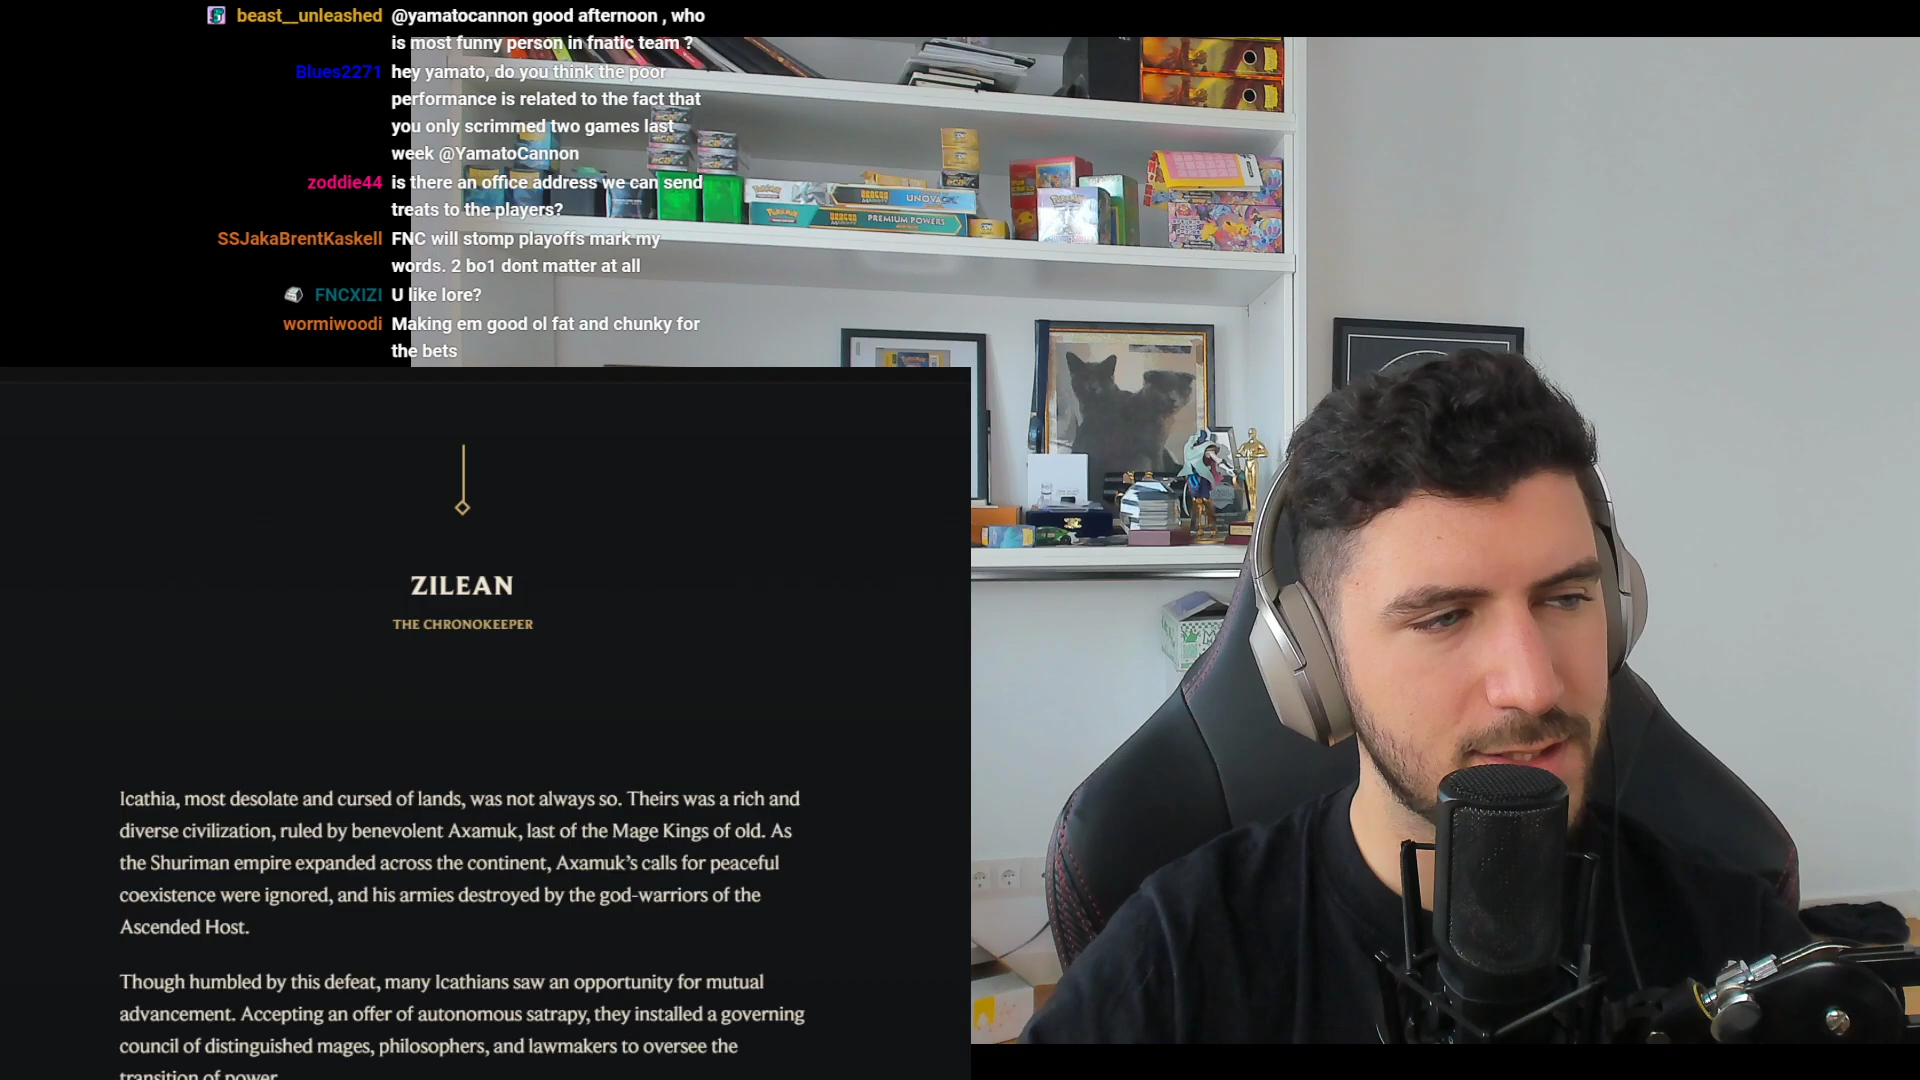 beast__unleashed @yamatocannon good afternoon , who
is most funny person in fnatic team ?
Blues2271 hey yamato, do you think the poor
performance is related to the fact that
you only scrimmed two games last
week @YamatoCannon
zoddie44 is there an office address we can send
treats to the players?
SSJakaBrentKaskell FNC will stomp playoffs mark my
words. 2 bo1 dont matter at all
FNCXIZI U like lore?
wormiwoodi Making em good ol fat and chunky for
the bets
UNOVA
PREMIUM POWERS
ZILEAN
THE CHRONOKEEPER
Icathia, most desolate and cursed of lands, was not always so. Theirs was a rich and
diverse civilization, ruled by benevolent Axamuk, last of the Mage Kings of old. As
the Shuriman empire expanded across the continent, Axamuk’s calls for peaceful
coexistence were ignored, and his armies destroyed by the god-warriors of the
Ascended Host.
Though humbled by this defeat, many Icathians saw an opportunity for mutual
advancement. Accepting an offer of autonomous satrapy, they installed a governing
council of distinguished mages, philosophers, and lawmakers to oversee the
transition of power.